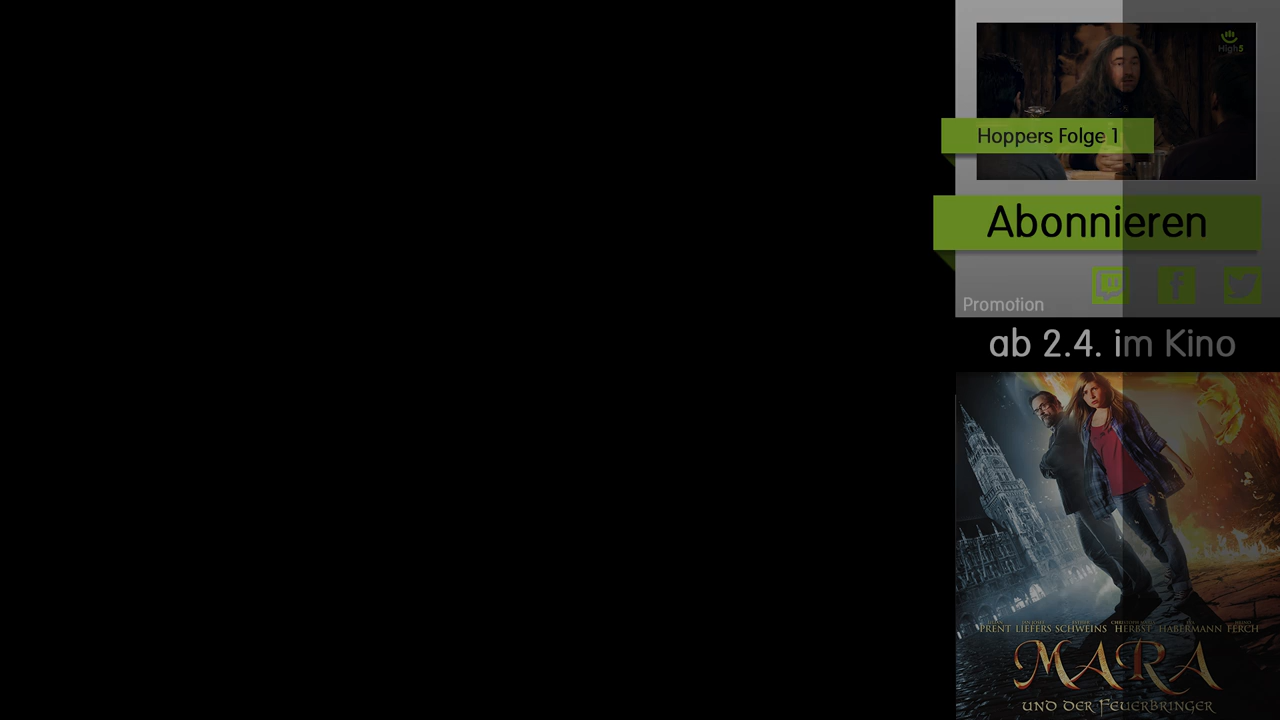 High5
Hoppers Folge 1
Abonnieren
Promotion
ab 2.4. im Kino
PRENT LIEFERS SCHWEINS HERBST HABERMANN FERCH
MARA
UND DER FEUERBRINGER